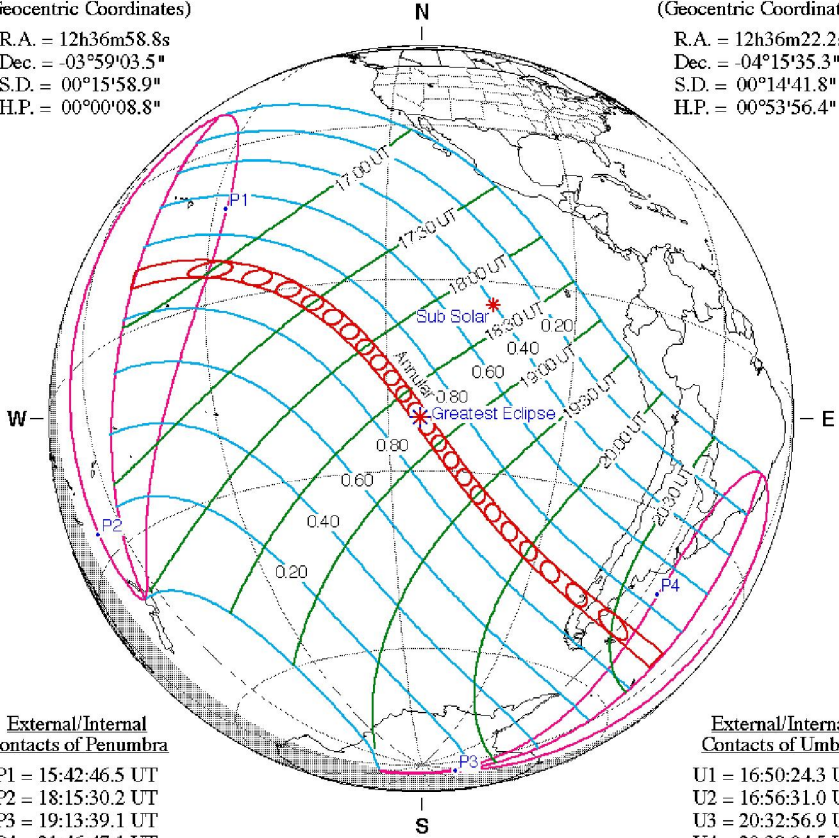 Geocentric Coordinates)
R.A. = 12h36m58.8s
Dec. = -03°59'03.5"
S.D. = 00°15'58.9"
H.P. = 00°00'08.8"
N
(Geocentric Coordinat
R.A. = 12h36m22.2s
Dec. = -04°15'35.3"
S.D. = 00°14'41.8"
H.P. = 00°53'56.4"
17:00 UT
P1
17:30 UT
18:00 UT
Sub Solar
18:30 UT
0.20
0.40
19:00 UT
0.60
Annular
0.80
19:30 UT
Greatest Eclipse
W
E
0.80
20:00 UT
0.60
20:30 UT
0.40
P2
0.20
P4
P3
External/Internal
Contacts of Penumbra
P1 = 15:42:46.5 UT
P2 = 18:15:30.2 UT
P3 = 19:13:39.1 UT
S
External/Interna
Contacts of Umb
U1 = 16:50:24.3 U
U2 = 16:56:31.0 U
U3 = 20:32:56.9 U